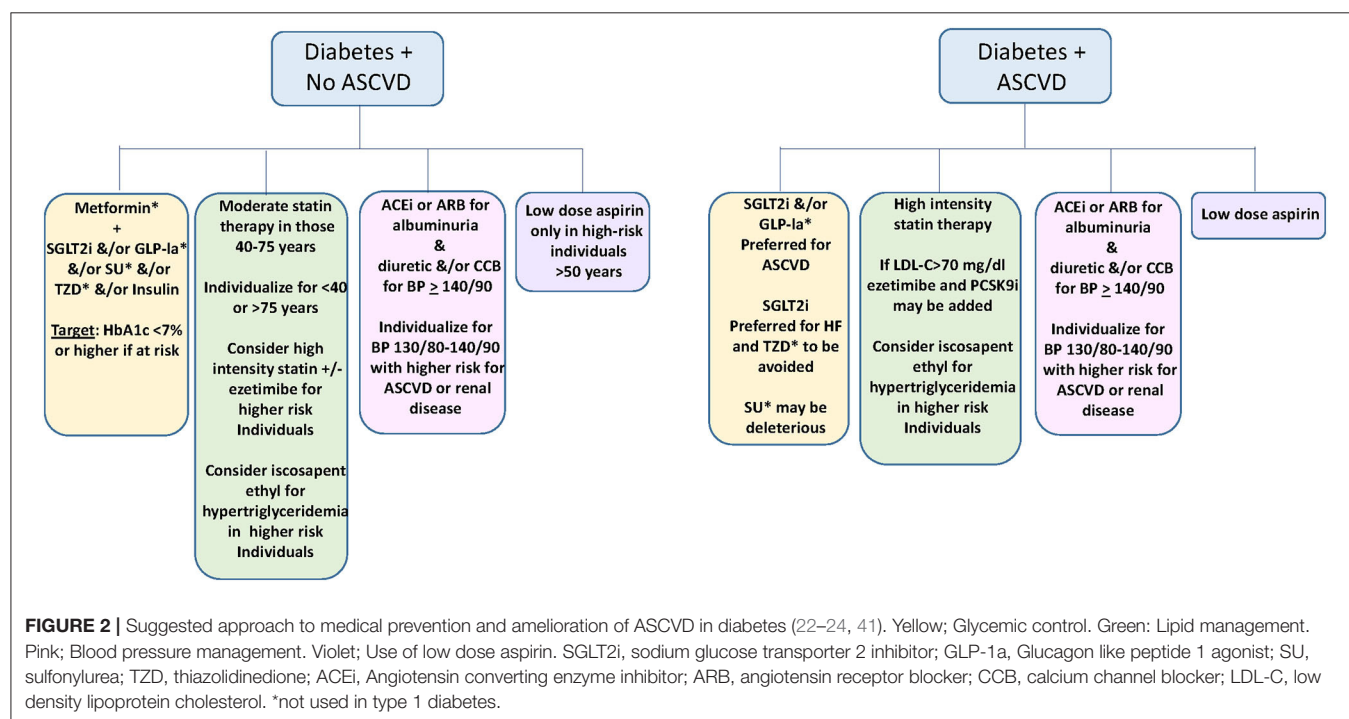 Diabetes +
No ASCVD
Metformin*
+
SGLT2i &/or GLP-la*
&/or SU* &/or
TZD* &/or Insulin
Target: HbA1c <7%
or higher if at risk
Moderate statin
therapy in those
40-75 years
Individualize for <40
or >75 years
Consider high
intensity statin +/-
ezetimibe for
higher risk
Individuals
Consider iscosapent
ethyl for
hypertriglyceridemia
in higher risk
Individuals
ACEi or ARB for
albuminuria
&
diuretic &/or CCB
for BP ≥ 140/90
Individualize for
BP 130/80-140/90
with higher risk for
ASCVD or renal
disease
Low dose aspirin
only in high-risk
individuals
>50 years
Diabetes +
ASCVD
SGLT2i &/or
GLP-la*
Preferred for
ASCVD
SGLT2i
Preferred for HF
and TZD* to be
avoided
SU* may be
deleterious
High intensity
statin therapy
If LDL-C>70 mg/dl
ezetimibe and PCSK9i
may be added
Consider iscosapent
ethyl for
hypertriglyceridemia
in higher risk
Individuals
ACEi or ARB for
albuminuria
&
diuretic &/or CCB
for BP ≥ 140/90
Individualize for
BP 130/80-140/90
with higher risk for
ASCVD or renal
disease
Low dose aspirin
FIGURE 2 | Suggested approach to medical prevention and amelioration of ASCVD in diabetes (22–24, 41). Yellow; Glycemic control. Green: Lipid management.
Pink; Blood pressure management. Violet; Use of low dose aspirin. SGLT2i, sodium glucose transporter 2 inhibitor; GLP-1a, Glucagon like peptide 1 agonist; SU,
sulfonylurea; TZD, thiazolidinedione; ACEi, Angiotensin converting enzyme inhibitor; ARB, angiotensin receptor blocker; CCB, calcium channel blocker; LDL-C, low
density lipoprotein cholesterol. *not used in type 1 diabetes.